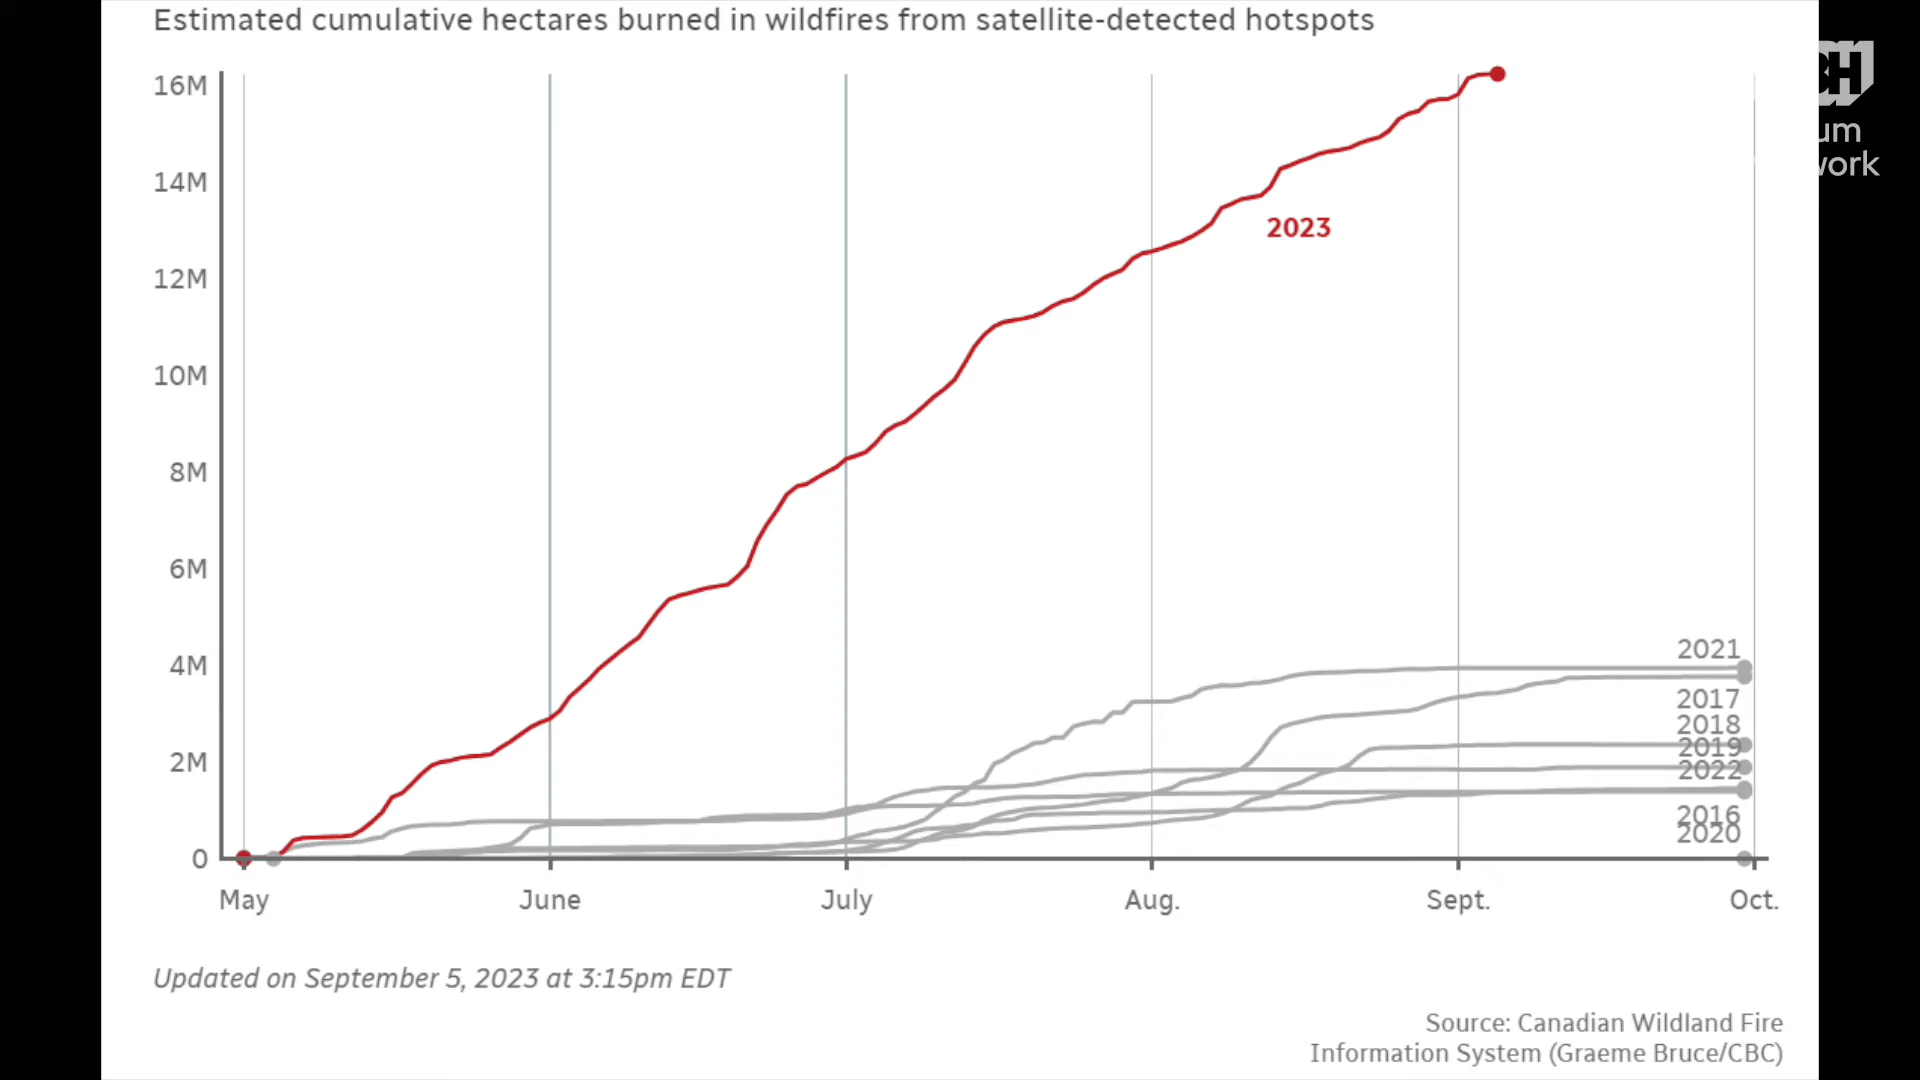 Estimated cumulative hectares burned in wildfires from satellite-detected hotspots
16M
14M
12M
10M
8M
6M
4M
2M
0
2023
2021
2017
2018
2019
2022
2016
2020
May June July Aug. Sept. Oct.
Updated on September 5, 2023 at 3:15pm EDT
Source: Canadian Wildland Fire
Information System (Graeme Bruce/CBC)